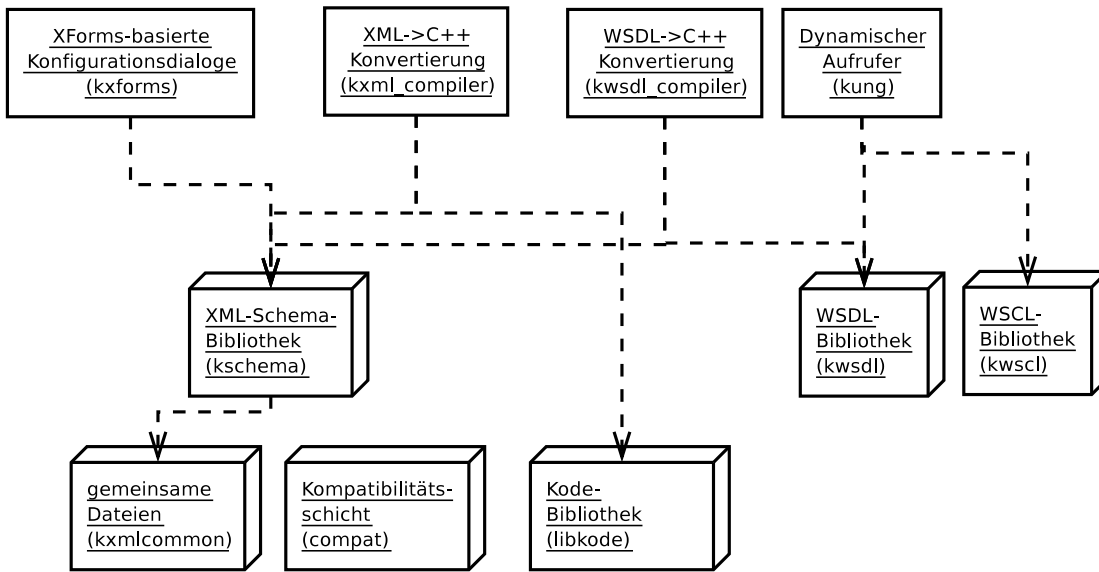 XForms-basierte
Konfigurationsdialoge
(kxforms)
XML->C++
Konvertierung
(kxml_compiler)
WSDL->C++
Konvertierung
(kwsdl_compiler)
Dynamischer
Aufrufer
(kung)
XML-Schema-
Bibliothek
(kschema)
WSDL-
Bibliothek
(kwsdl)
WSCL-
Bibliothek
(kwscl)
gemeinsame
Dateien
(kxmlcommon)
Kompatibilitäts-
schicht
(compat)
Kode-
Bibliothek
(libkode)